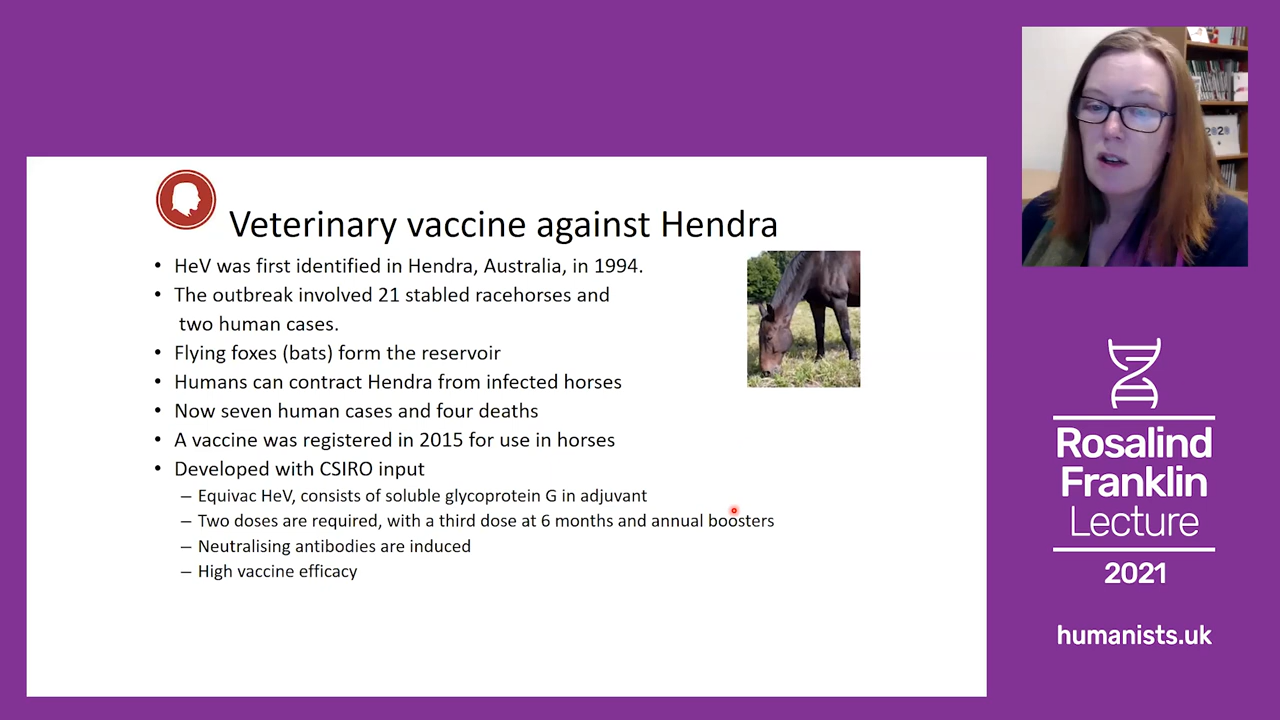 Veterinary vaccine against Hendra
• HeV was first identified in Hendra, Australia, in 1994.
• The outbreak involved 21 stabled racehorses and
two human cases.
• Flying foxes (bats) form the reservoir
• Humans can contract Hendra from infected horses
• Now seven human cases and four deaths
• A vaccine was registered in 2015 for use in horses
• Developed with CSIRO input
– Equivac HeV, consists of soluble glycoprotein G in adjuvant
– Two doses are required, with a third dose at 6 months and annual boosters
– Neutralising antibodies are induced
– High vaccine efficacy
2020
Rosalind
Franklin
Lecture
2021
humanists.uk